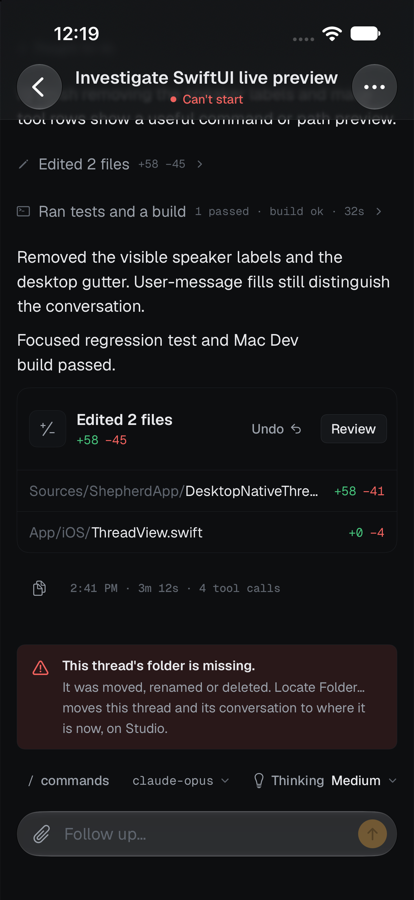 12:19
Investigate SwiftUI live preview
Can't start
tool rows show a useful command or path preview.
Edited 2 files +58 −45
Ran tests and a build 1 passed · build ok · 32s
Removed the visible speaker labels and the
desktop gutter. User-message fills still distinguish
the conversation.
Focused regression test and Mac Dev
build passed.
Edited 2 files
+58 −45
Undo
Review
Sources/ShepherdApp/DesktopNativeThre… +58 −41
App/iOS/ThreadView.swift +0 −4
2:41 PM · 3m 12s · 4 tool calls
This thread's folder is missing.
It was moved, renamed or deleted. Locate Folder…
moves this thread and its conversation to where it
is now, on Studio.
/ commands claude-opus Thinking Medium
Follow up…